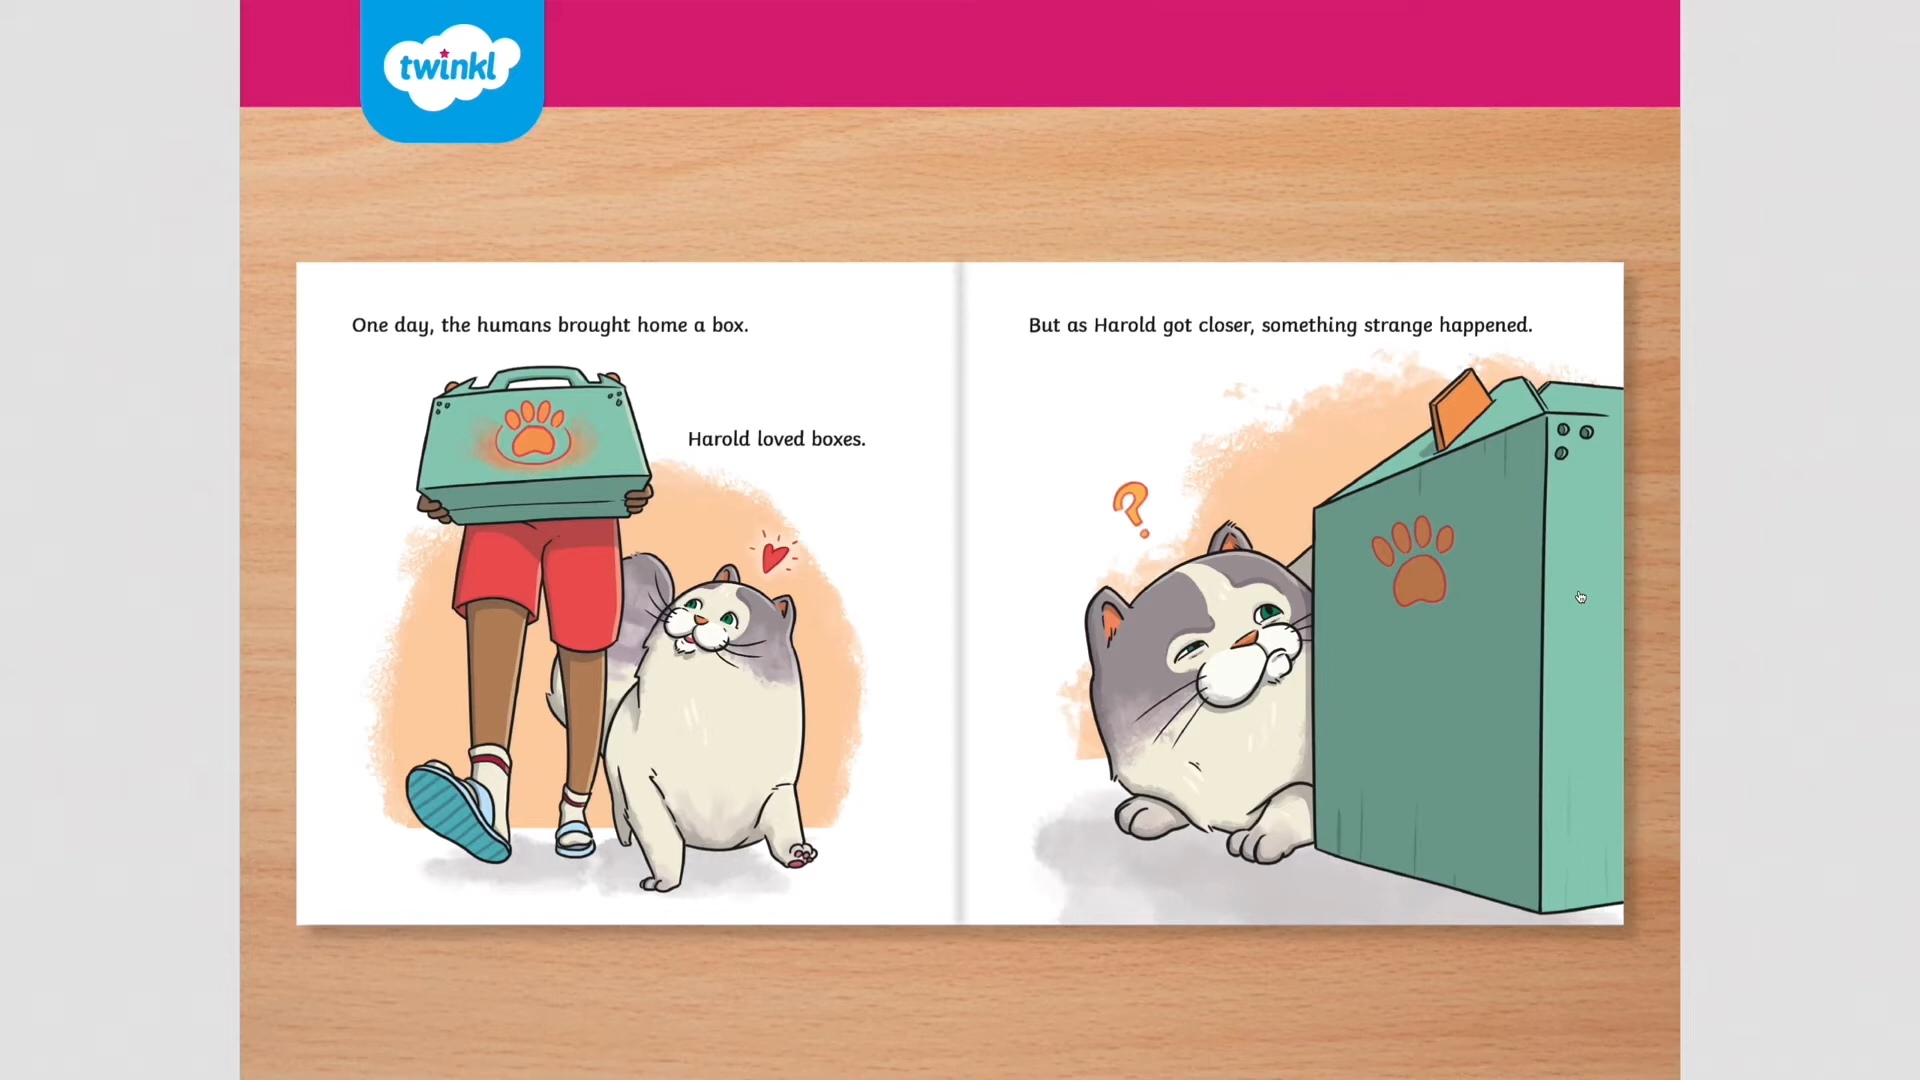 twinkl
One day, the humans brought home a box.
Harold loved boxes.
But as Harold got closer, something strange happened.